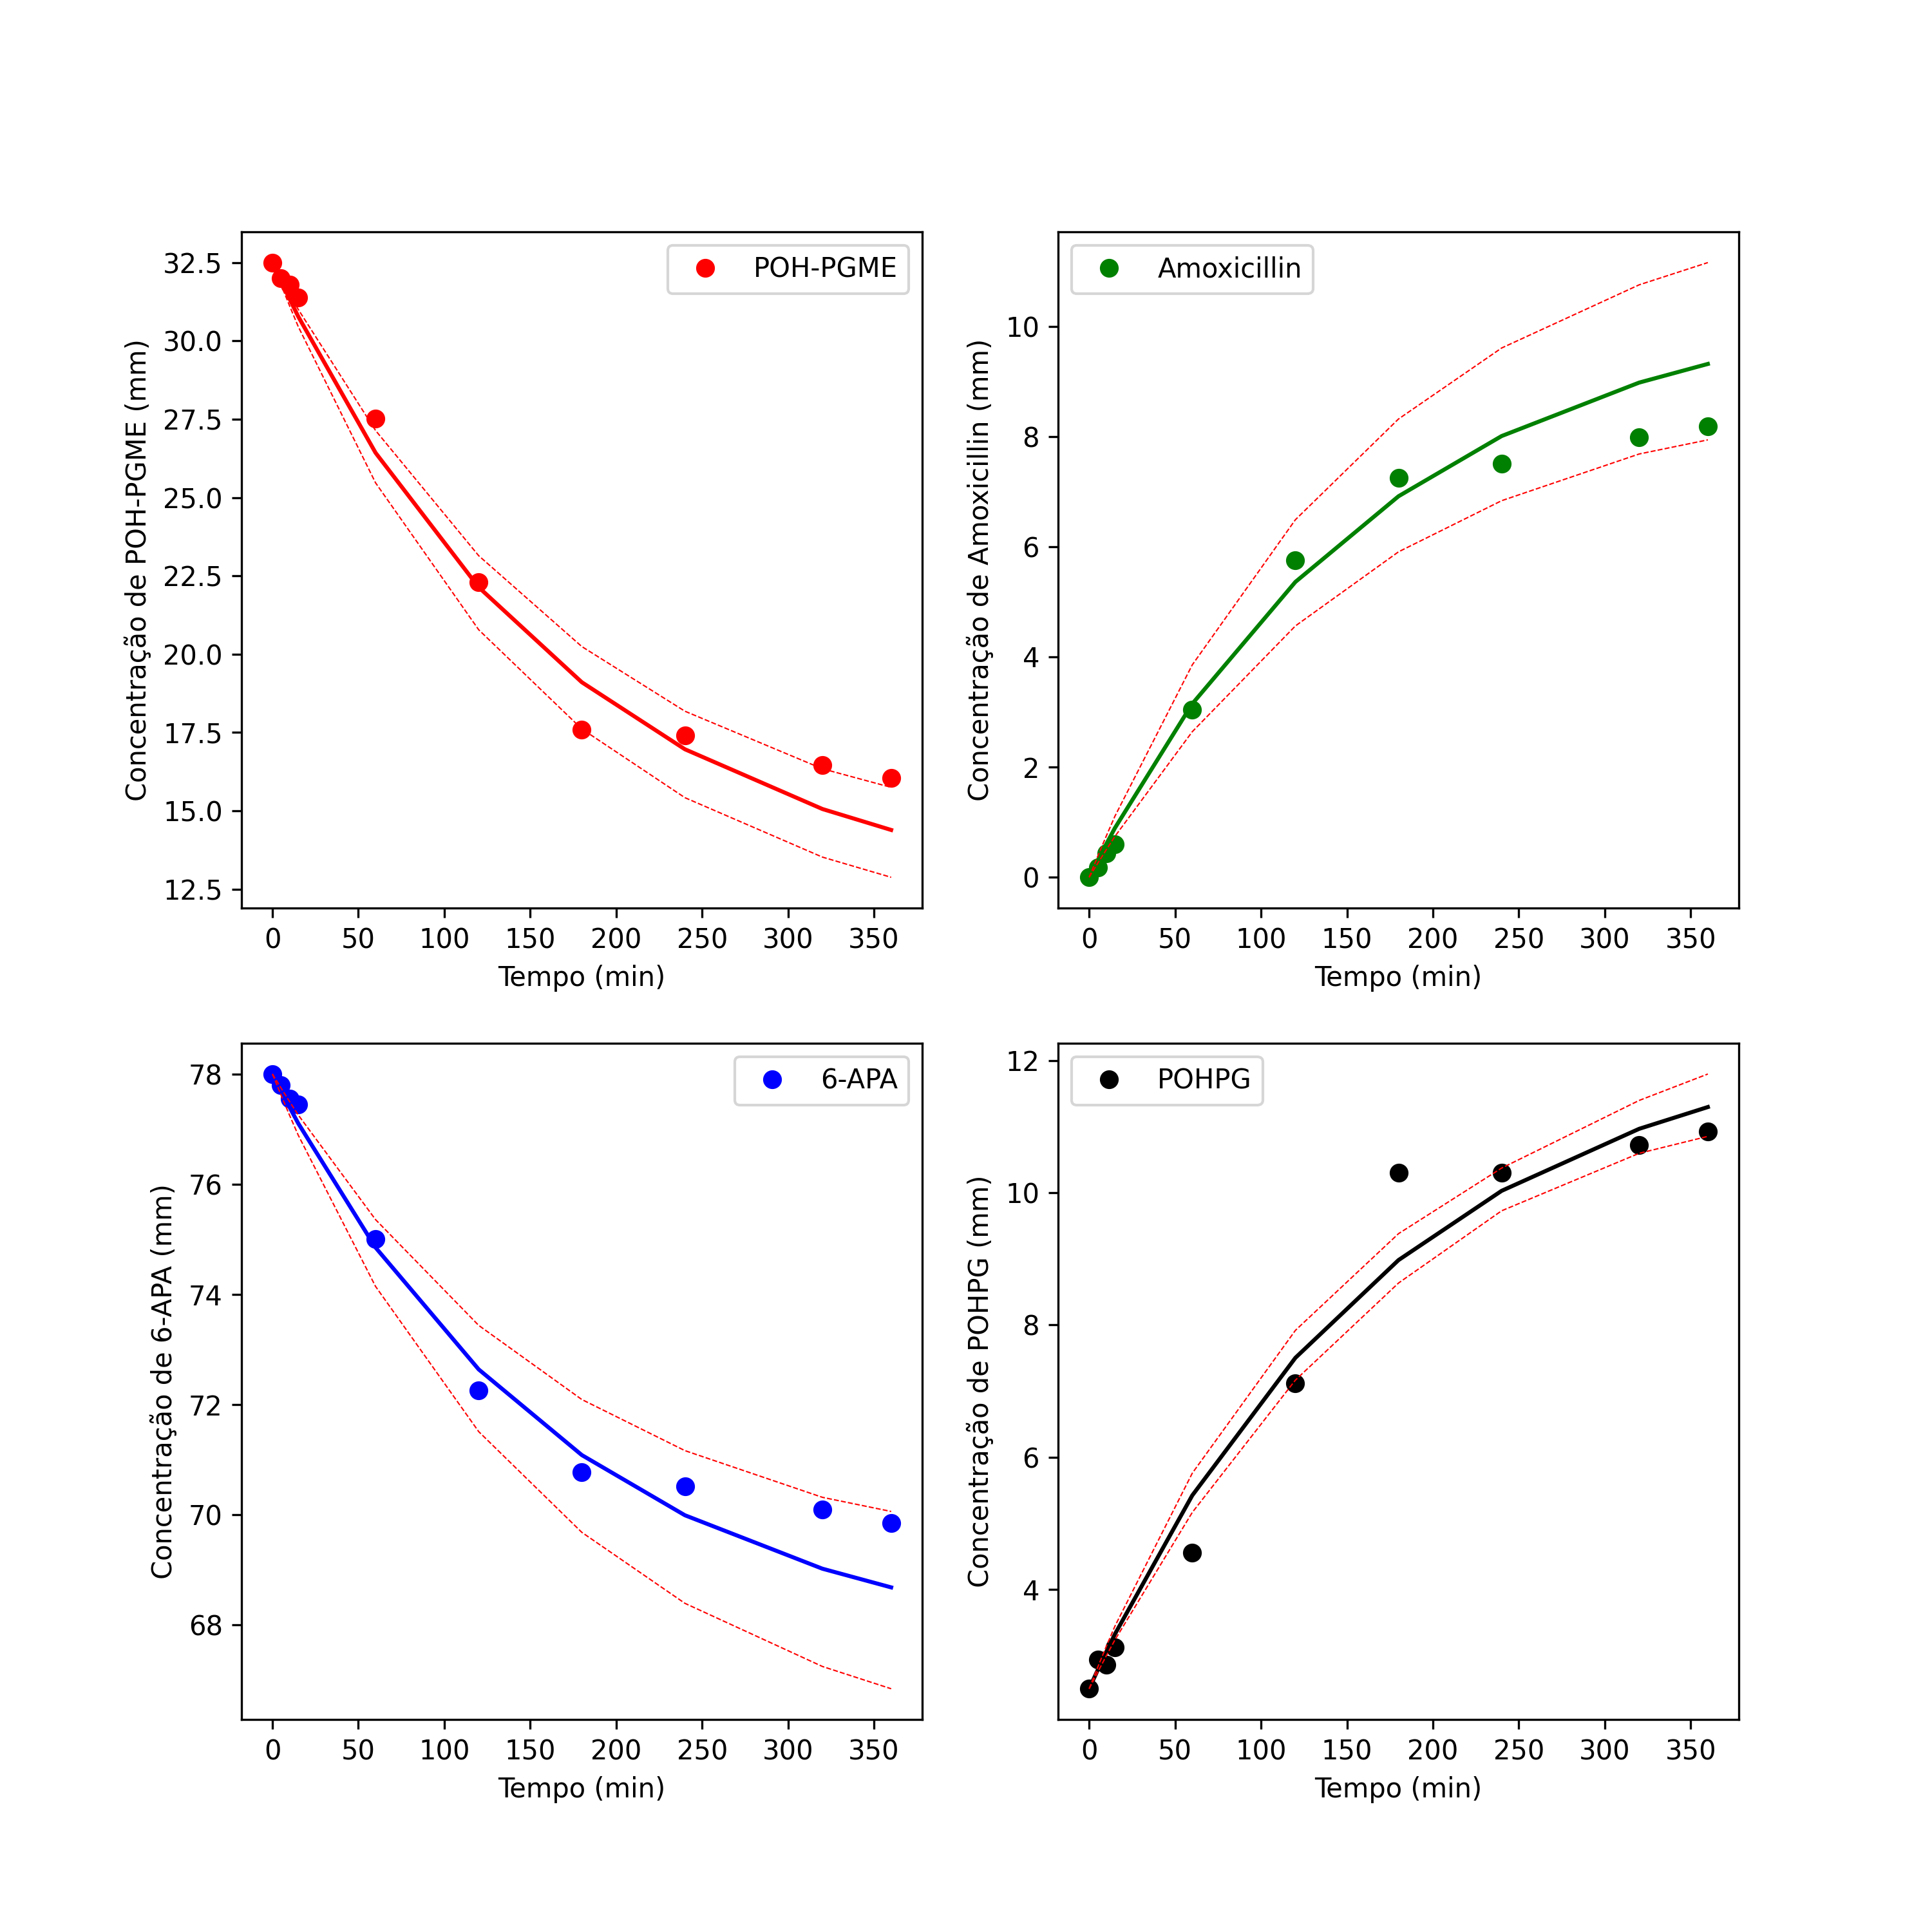 POH-PGME
Concentração de POH-PGME (mm)
32.5
30.0
27.5
25.0
22.5
20.0
17.5
15.0
12.5
0 50 100 150 200 250 300 350
Tempo (min)
Amoxicillin
Concentração de Amoxicillin (mm)
10
8
6
4
2
0
0 50 100 150 200 250 300 350
Tempo (min)
6-APA
Concentração de 6-APA (mm)
78
76
74
72
70
68
0 50 100 150 200 250 300 350
Tempo (min)
POHPG
Concentração de POHPG (mm)
12
10
8
6
4
0 50 100 150 200 250 300 350
Tempo (min)